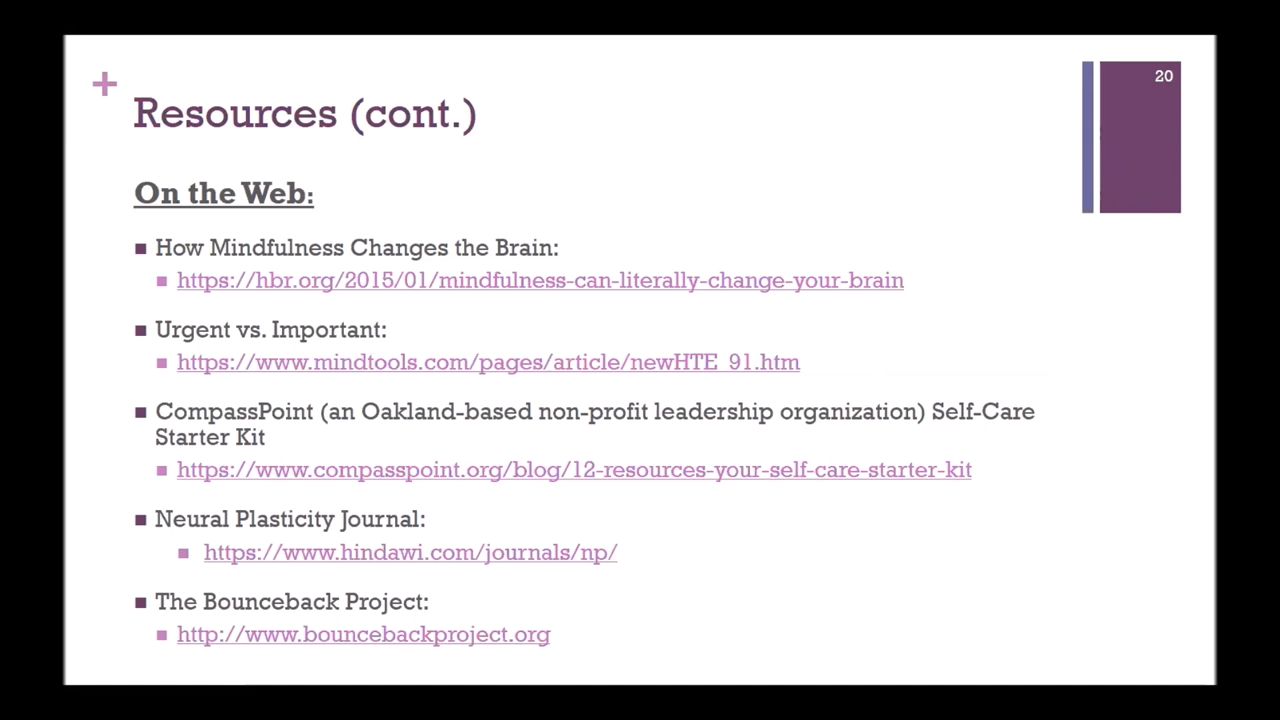 20
+
Resources (cont.)
On the Web:
How Mindfulness Changes the Brain:
https://hbr.org/2015/01/mindfulness-can-literally-change-your-brain
Urgent vs. Important:
https://www.mindtools.com/pages/article/newHTE_91.htm
CompassPoint (an Oakland-based non-profit leadership organization) Self-Care
Starter Kit
https://www.compasspoint.org/blog/12-resources-your-self-care-starter-kit
Neural Plasticity Journal:
https://www.hindawi.com/journals/np/
The Bounceback Project:
http://www.bouncebackproject.org